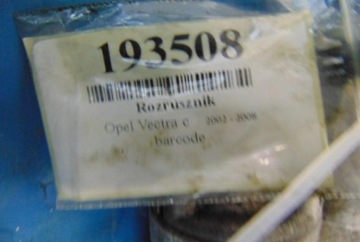 193508
Rozrusznik
Opel Vectra c 2002 - 2008
barcode